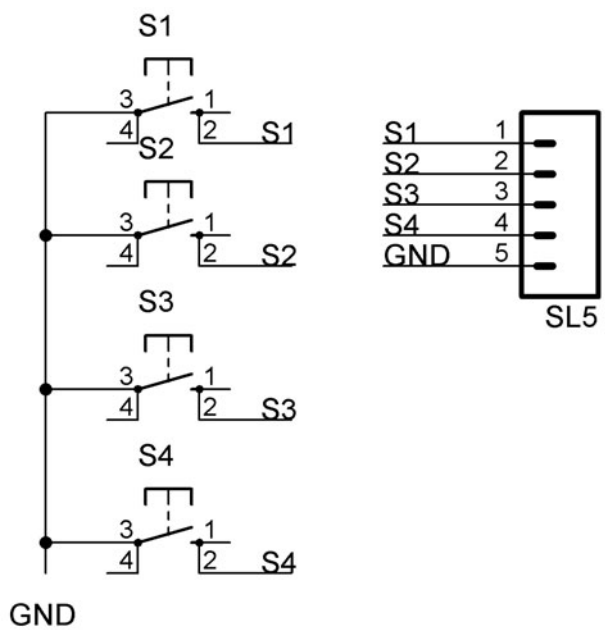 S1
3 1
4 2 S1
S2
3 1
4 2 S2
S3
3 1
4 2 S3
S4
3 1
4 2 S4
GND
S1 1
S2 2
S3 3
S4 4
GND 5
SL5